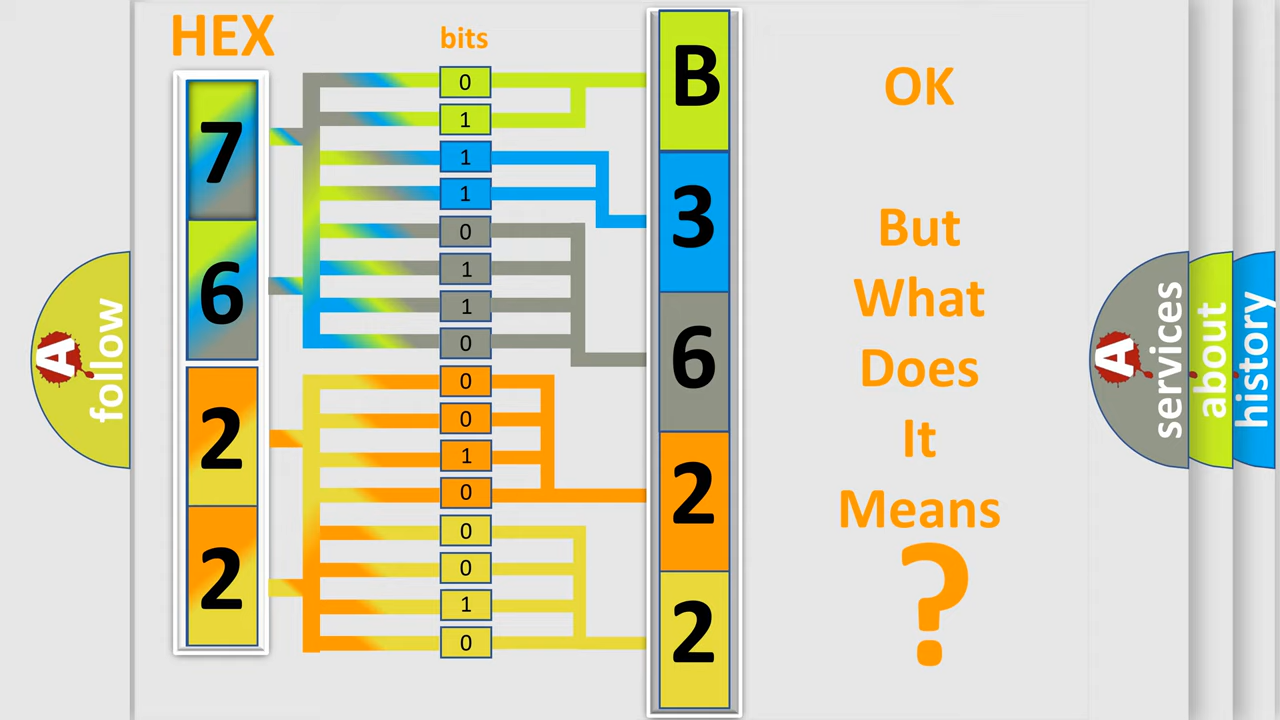 HEX
bits
7
6
2
2
0
1
1
1
0
1
1
0
0
0
1
0
0
0
1
0
B
3
6
2
2
OK
But
What
Does
It
Means
?
A
follow
A
services
about
history